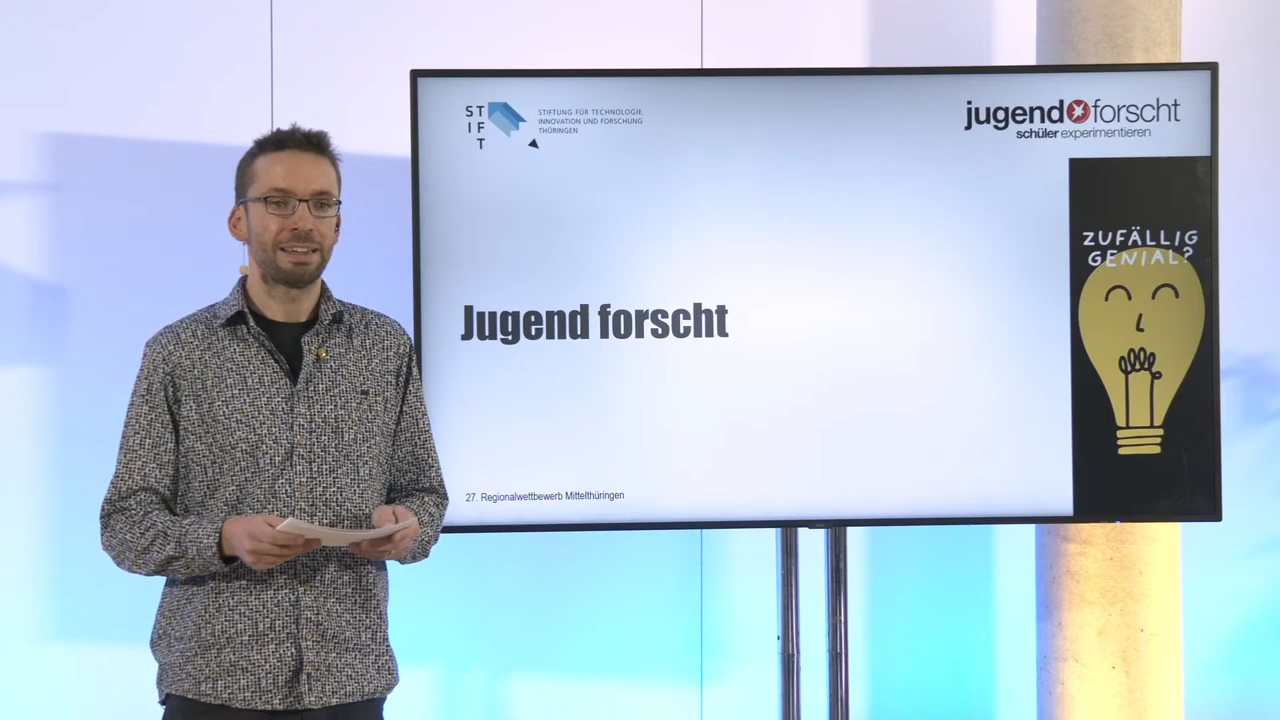 ST
IF
T
STIFTUNG FÜR TECHNOLOGIE
INNOVATION UND FORSCHUNG
THÜRINGEN
jugend forscht
schüler experimentieren
ZUFÄLLIG
GENIAL?
Jugend forscht
27. Regionalwettbewerb Mittelthüringen